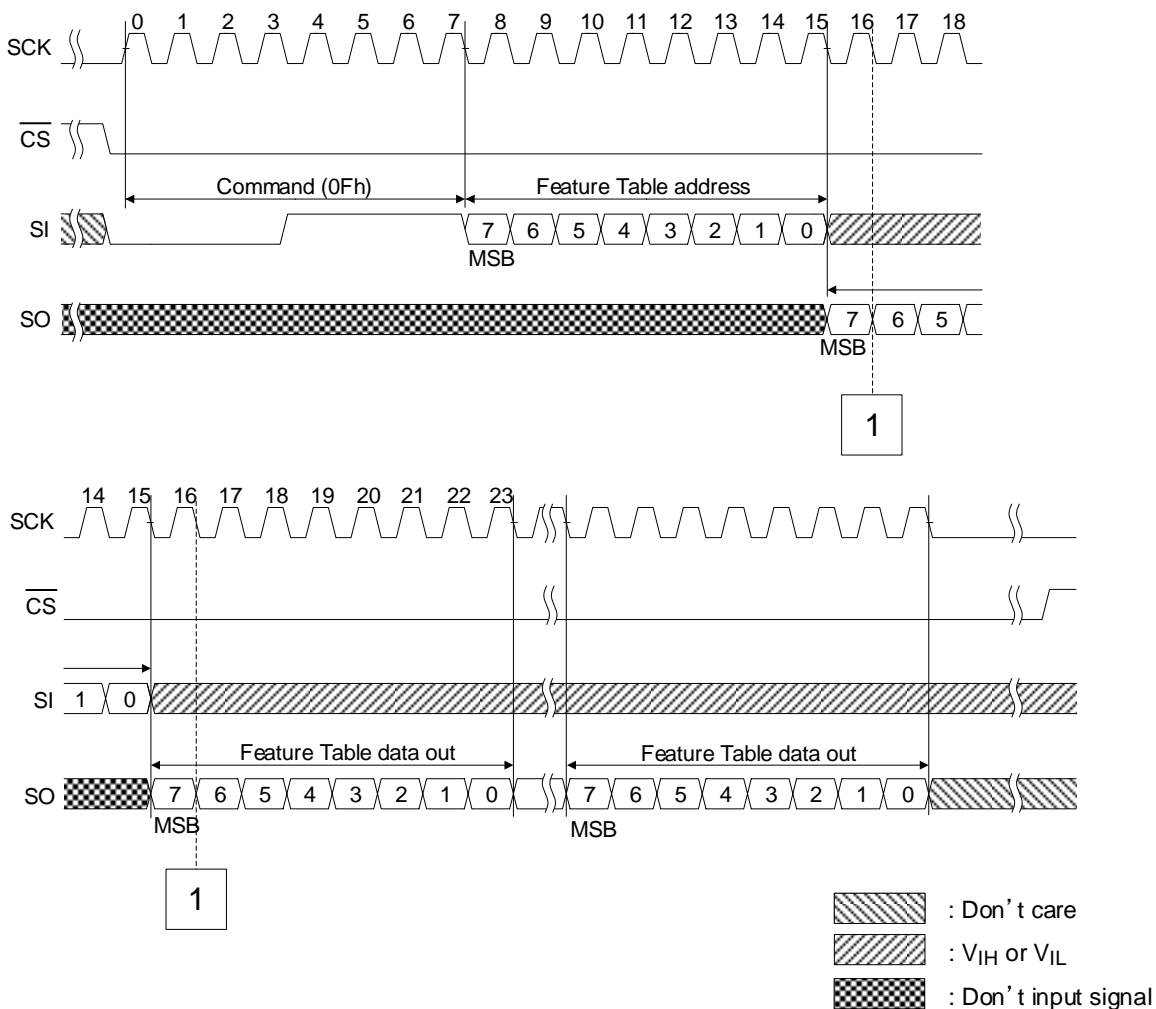 0 1 2 3 4 5 6 7 8 9 10 11 12 13 14 15 16 17 18
SCK
CS
Command (0Fh) Feature Table address
SI 7 6 5 4 3 2 1 0
MSB
SO 7 6 5
MSB
1
14 15 16 17 18 19 20 21 22 23
SCK
CS
SI 1 0
Feature Table data out Feature Table data out
SO 7 6 5 4 3 2 1 0 7 6 5 4 3 2 1 0
MSB MSB
1
: Don't care
: VIH or VIL
: Don't input signal